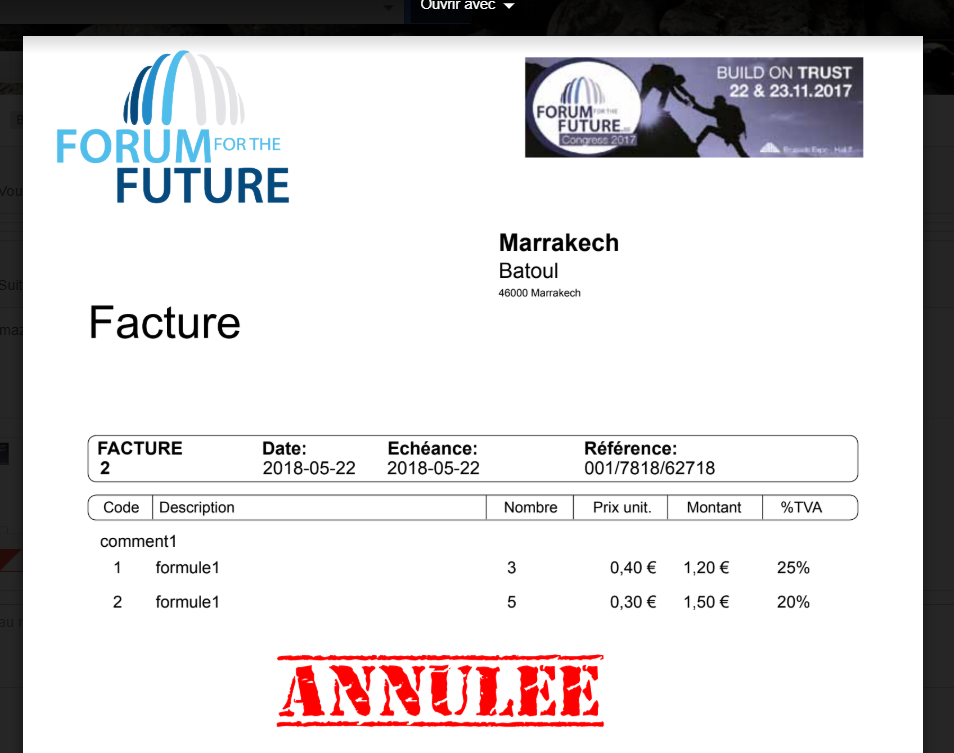 Ouvrir avec
FORUM FOR THE
FUTURE
BUILD ON TRUST
22 & 23.11.2017
FORUM FOR THE
FUTURE
Congress 2017
Marrakech
Batoul
46000 Marrakech
Facture
FACTURE Date: Echéance: Référence:
2 2018-05-22 2018-05-22 001/7818/62718
Code Description Nombre Prix unit. Montant %TVA
comment1
1 formule1 3 0,40 € 1,20 € 25%
2 formule1 5 0,30 € 1,50 € 20%
ANNULEE